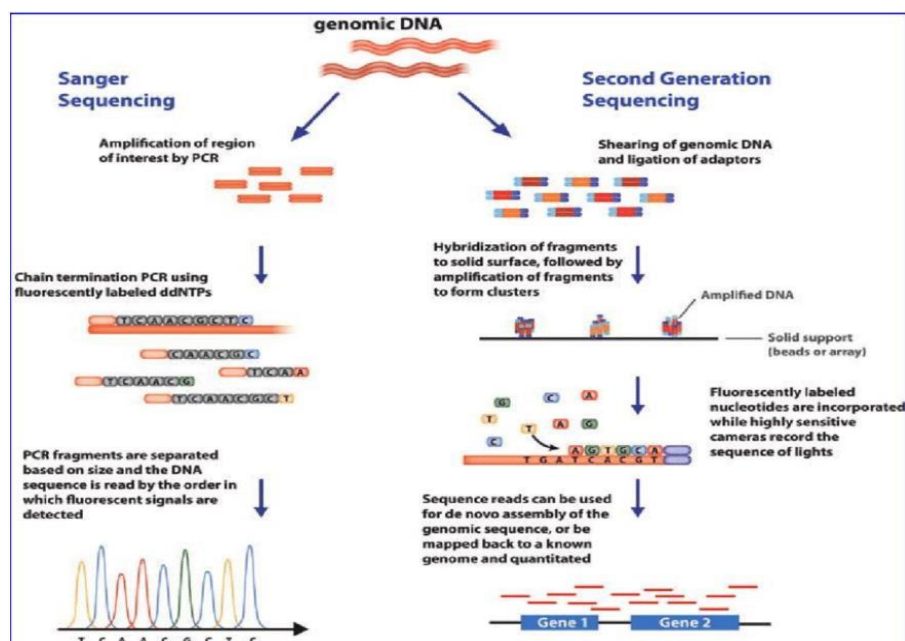 genomic DNA
Sanger
Sequencing
Amplification of region
of interest by PCR
Chain termination PCR using
fluorescently labeled ddNTPs
T C A A C G C T C
C A A C G C
T C A A
T C A A C G
T C A A C G C T
PCR fragments are separated
based on size and the DNA
sequence is read by the order in
which fluorescent signals are
detected
T C A A C G C T C
Second Generation
Sequencing
Shearing of genomic DNA
and ligation of adaptors
Hybridization of fragments
to solid surface, followed by
amplification of fragments
to form clusters
Amplified DNA
Solid support
(beads or array)
G C A
T T A G
C
A G T G C A
T G A T C A C G T
Fluorescently labeled
nucleotides are incorporated
while highly sensitive
cameras record the
sequence of lights
Sequence reads can be used
for de novo assembly of the
genomic sequence, or be
mapped back to a known
genome and quantitated
Gene 1 Gene 2